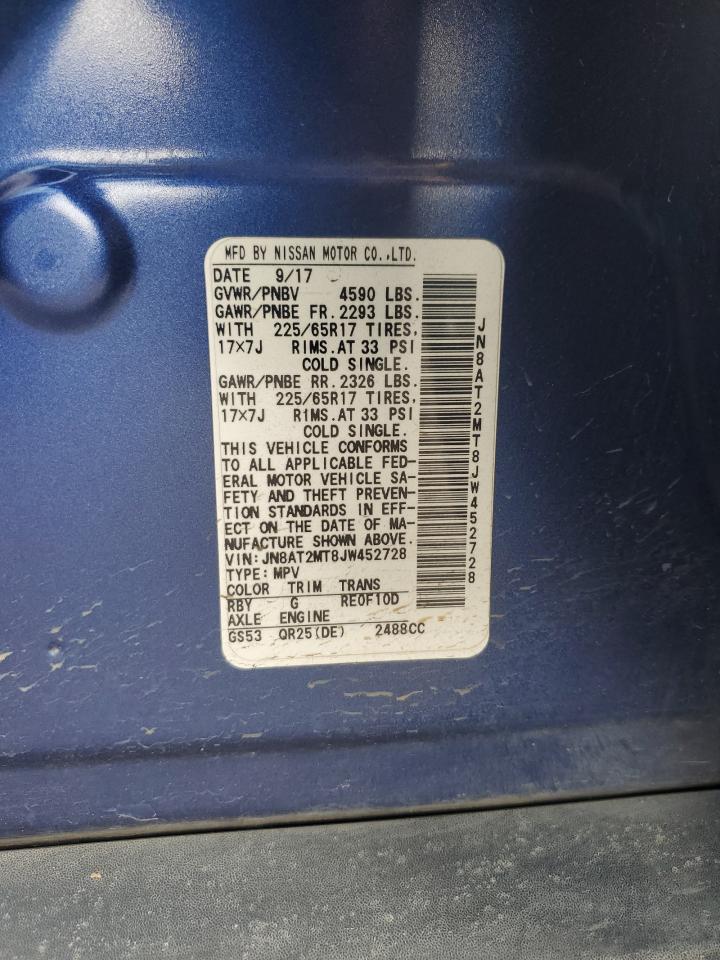 MFD BY NISSAN MOTOR CO.,LTD.
DATE 9/17
GVWR/PNBV 4590 LBS.
GAWR/PNBE FR. 2293 LBS.
WITH 225/65R17 TIRES,
17×7J RIMS. AT 33 PSI
COLD SINGLE.
GAWR/PNBE RR. 2326 LBS.
WITH 225/65R17 TIRES,
17×7J RIMS. AT 33 PSI
COLD SINGLE.
THIS VEHICLE CONFORMS
TO ALL APPLICABLE FED-
ERAL MOTOR VEHICLE SA-
FETY AND THEFT PREVEN-
TION STANDARDS IN EFF-
ECT ON THE DATE OF MA-
NUFACTURE SHOWN ABOVE.
VIN: JN8AT2MT8JW452728
TYPE: MPV
COLOR TRIM TRANS
RBY G RE0F10D
AXLE ENGINE
GS53 QR25(DE) 2488CC
JN8AT2MT8JW452728